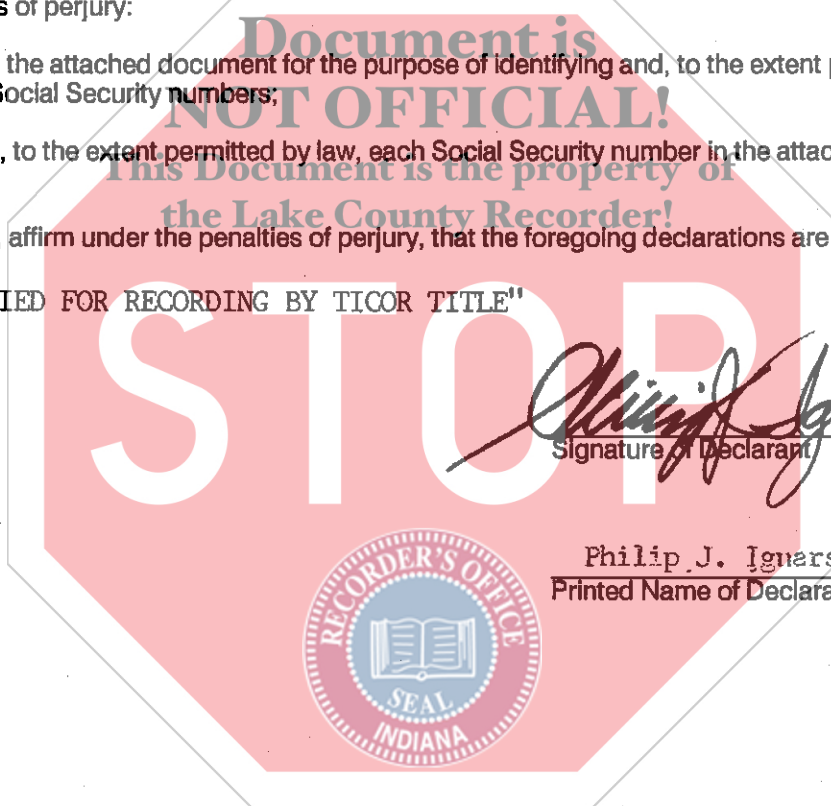 s of perjury:
Document is
the attached document for the purpose of identifying and, to the extent p
Social Security numbers;
NOT OFFICIAL!
, to the extent permitted by law, each Social Security number in the attac
This Document is the property of
the Lake County Recorder!
affirm under the penalties of perjury, that the foregoing declarations are
IED FOR RECORDING BY TICOR TITLE"
STOP
Signature of Declarant
Philip J. Ignars
Printed Name of Declara
RECORDER'S OFFICE
SEAL
INDIANA